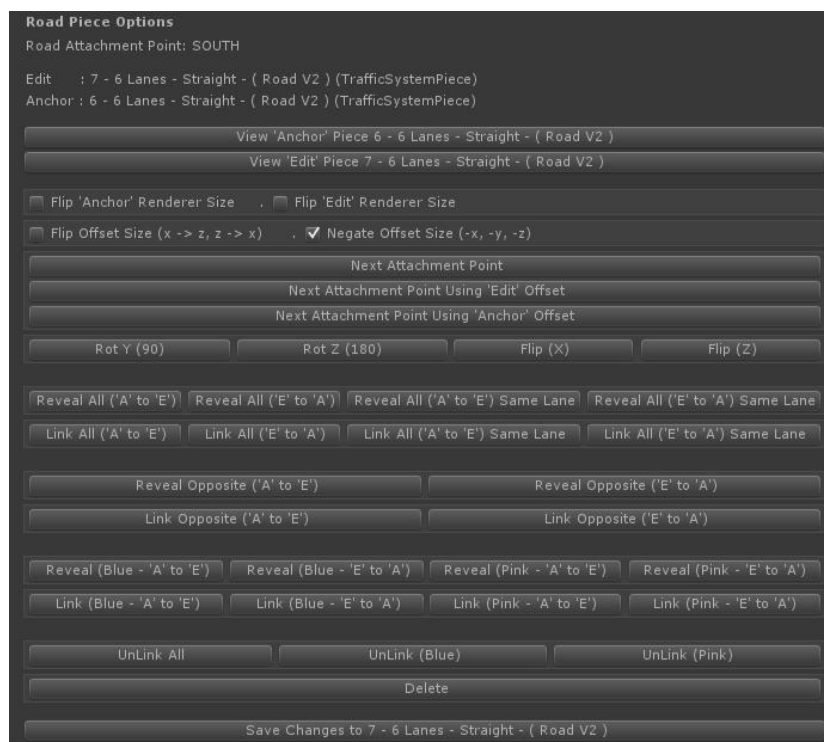 Road Piece Options
Road Attachment Point: SOUTH
Edit : 7 - 6 Lanes - Straight - ( Road V2 ) (TrafficSystemPiece)
Anchor : 6 - 6 Lanes - Straight - ( Road V2 ) (TrafficSystemPiece)
View 'Anchor' Piece 6 - 6 Lanes - Straight - ( Road V2 )
View 'Edit' Piece 7 - 6 Lanes - Straight - ( Road V2 )
Flip 'Anchor' Renderer Size . Flip 'Edit' Renderer Size
Flip Offset Size (x -> z, z -> x) . Negate Offset Size (-x, -y, -z)
Next Attachment Point
Next Attachment Point Using 'Edit' Offset
Next Attachment Point Using 'Anchor' Offset
Rot Y (90) Rot Z (180) Flip (X) Flip (Z)
Reveal All ('A' to 'E') Reveal All ('E' to 'A') Reveal All ('A' to 'E') Same Lane Reveal All ('E' to 'A') Same Lane
Link All ('A' to 'E') Link All ('E' to 'A') Link All ('A' to 'E') Same Lane Link All ('E' to 'A') Same Lane
Reveal Opposite ('A' to 'E') Reveal Opposite ('E' to 'A')
Link Opposite ('A' to 'E') Link Opposite ('E' to 'A')
Reveal (Blue - 'A' to 'E') Reveal (Blue - 'E' to 'A') Reveal (Pink - 'A' to 'E') Reveal (Pink - 'E' to 'A')
Link (Blue - 'A' to 'E') Link (Blue - 'E' to 'A') Link (Pink - 'A' to 'E') Link (Pink - 'E' to 'A')
UnLink All UnLink (Blue) UnLink (Pink)
Delete
Save Changes to 7 - 6 Lanes - Straight - ( Road V2 )